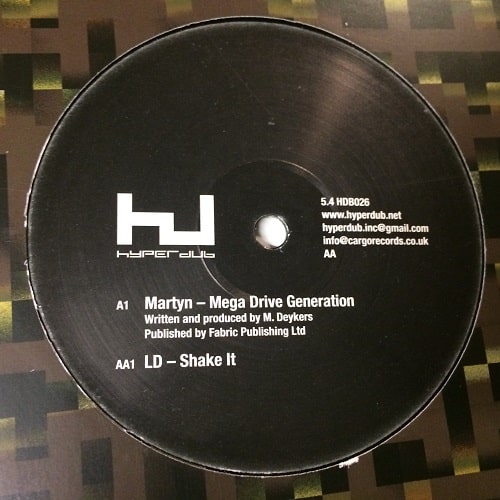 hyperdub
5.4 HDB026
www.hyperdub.net
hyperdub.inc@gmail.com
info@cargorecords.co.uk
AA
A1 Martyn – Mega Drive Generation
Written and produced by M. Deykers
Published by Fabric Publishing Ltd
AA1 LD – Shake It